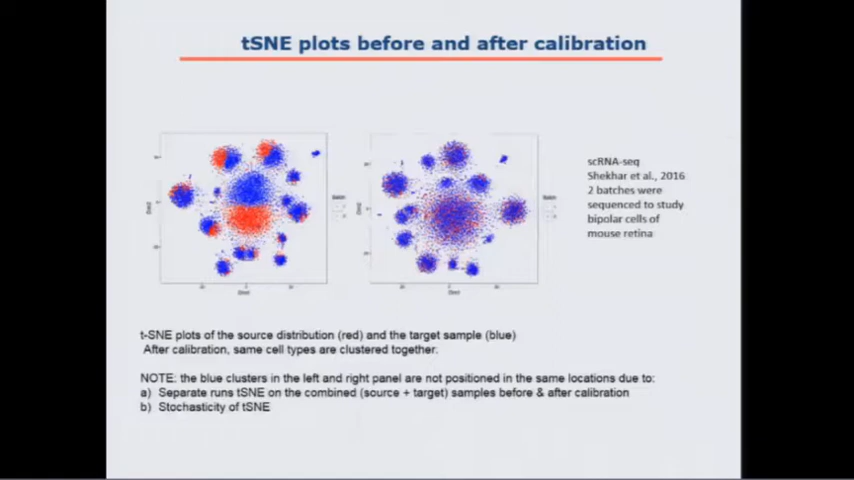 tSNE plots before and after calibration
scRNA-seq
Shekhar et al., 2016
2 batches were
sequenced to study
bipolar cells of
mouse retina
t-SNE plots of the source distribution (red) and the target sample (blue)
After calibration, same cell types are clustered together.
NOTE: the blue clusters in the left and right panel are not positioned in the same locations due to:
a) Separate runs tSNE on the combined (source + target) samples before & after calibration
b) Stochasticity of tSNE